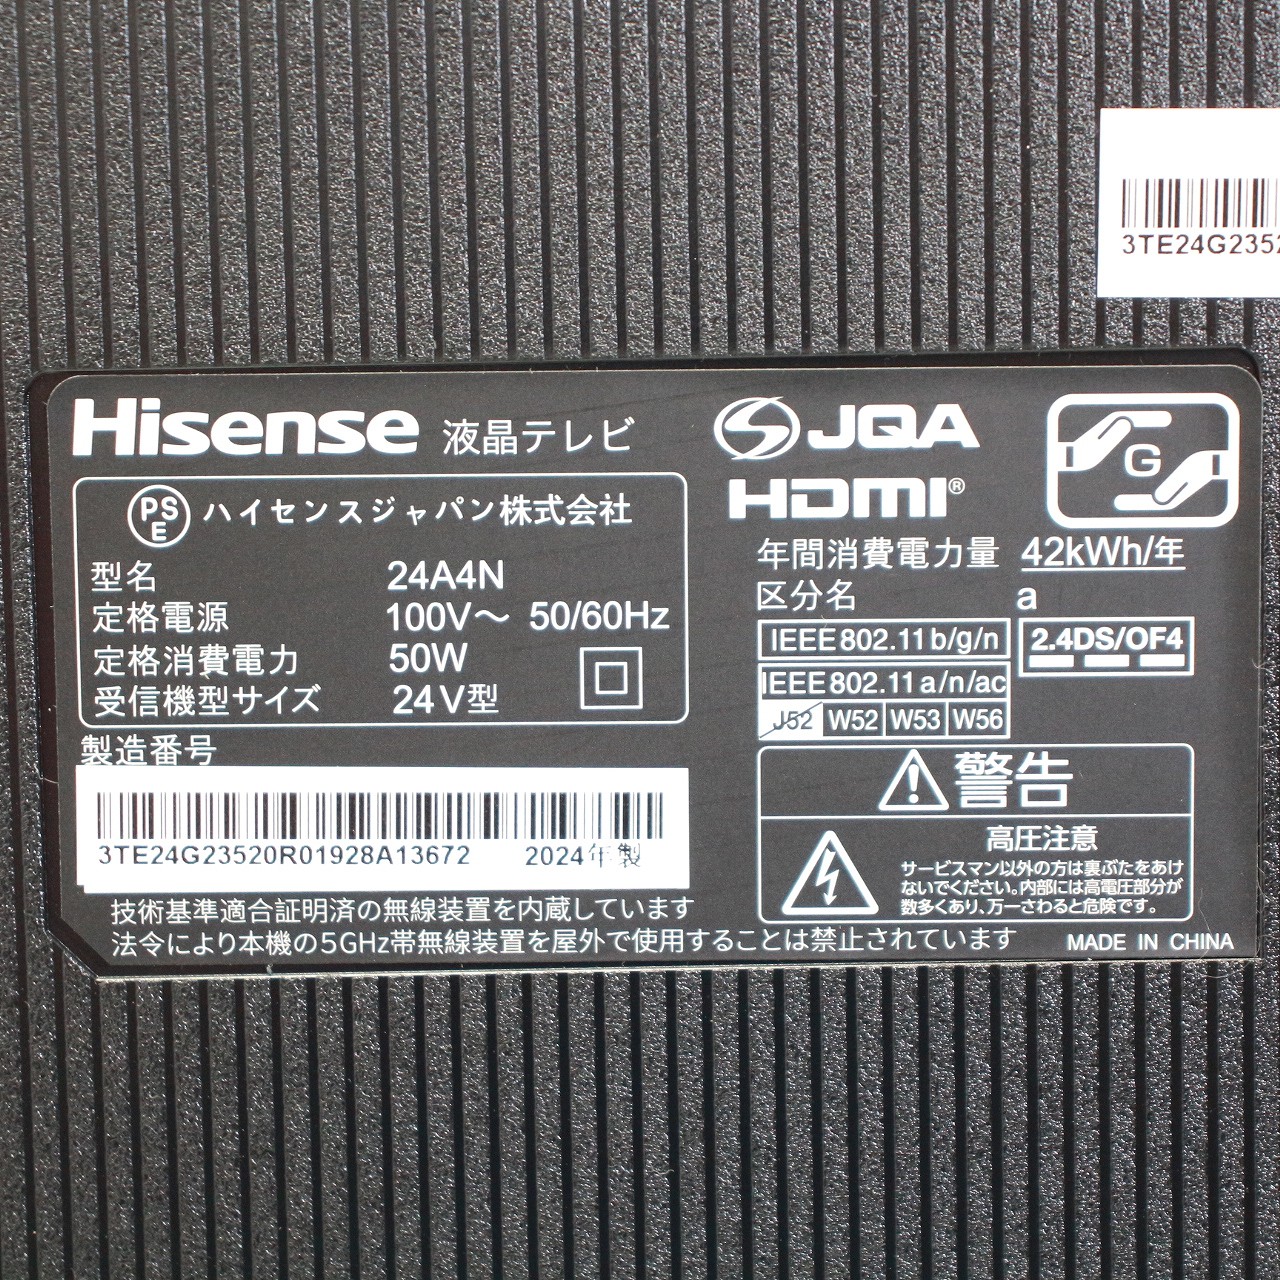 3TE24G2352
Hisense 液晶テレビ
PSE ハイセンスジャパン株式会社
型名 24A4N
定格電源 100V～ 50/60Hz
定格消費電力 50W
受信機型サイズ 24V型
製造番号
3TE24G23520R01928A13672 2024年製
JQA
HDMI®
G
年間消費電力量 42kWh/年
区分名 a
IEEE802.11b/g/n
2.4DS/OF4
IEEE802.11a/n/ac
J52 W52 W53 W56
警告
高圧注意
サービスマン以外の方は裏ぶたをあけ
ないでください。内部には高電圧部分が
数多くあり、万一さわると危険です。
技術基準適合証明済の無線装置を内蔵しています
法令により本機の5GHz帯無線装置を屋外で使用することは禁止されています
MADE IN CHINA